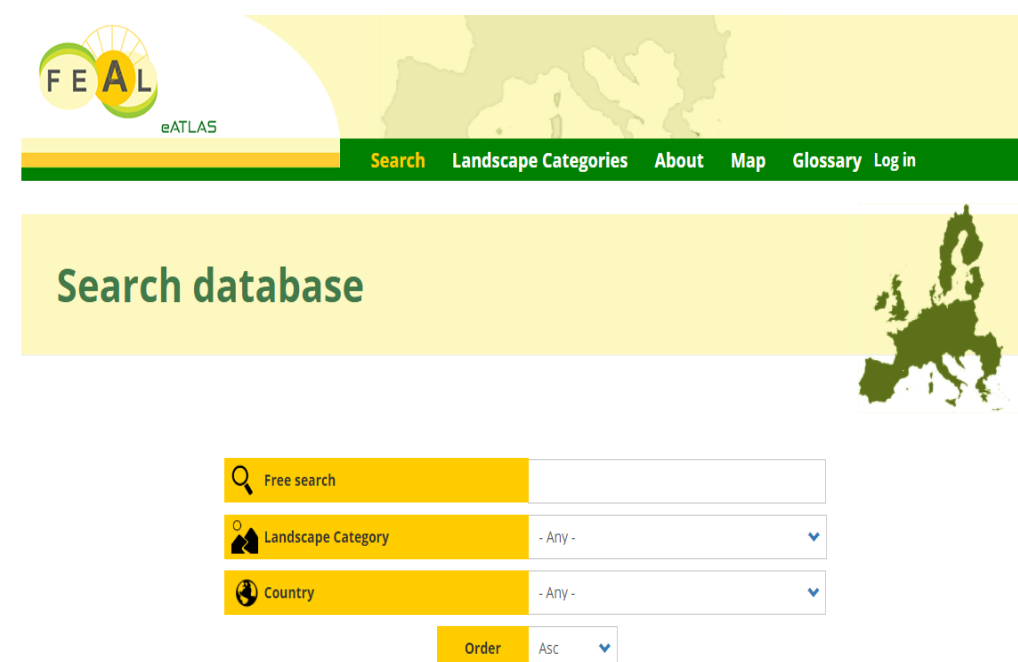 FEAL
eATLAS
Search Landscape Categories About Map Glossary Log in
Search database
Free search
Landscape Category - Any -
Country - Any -
Order Asc